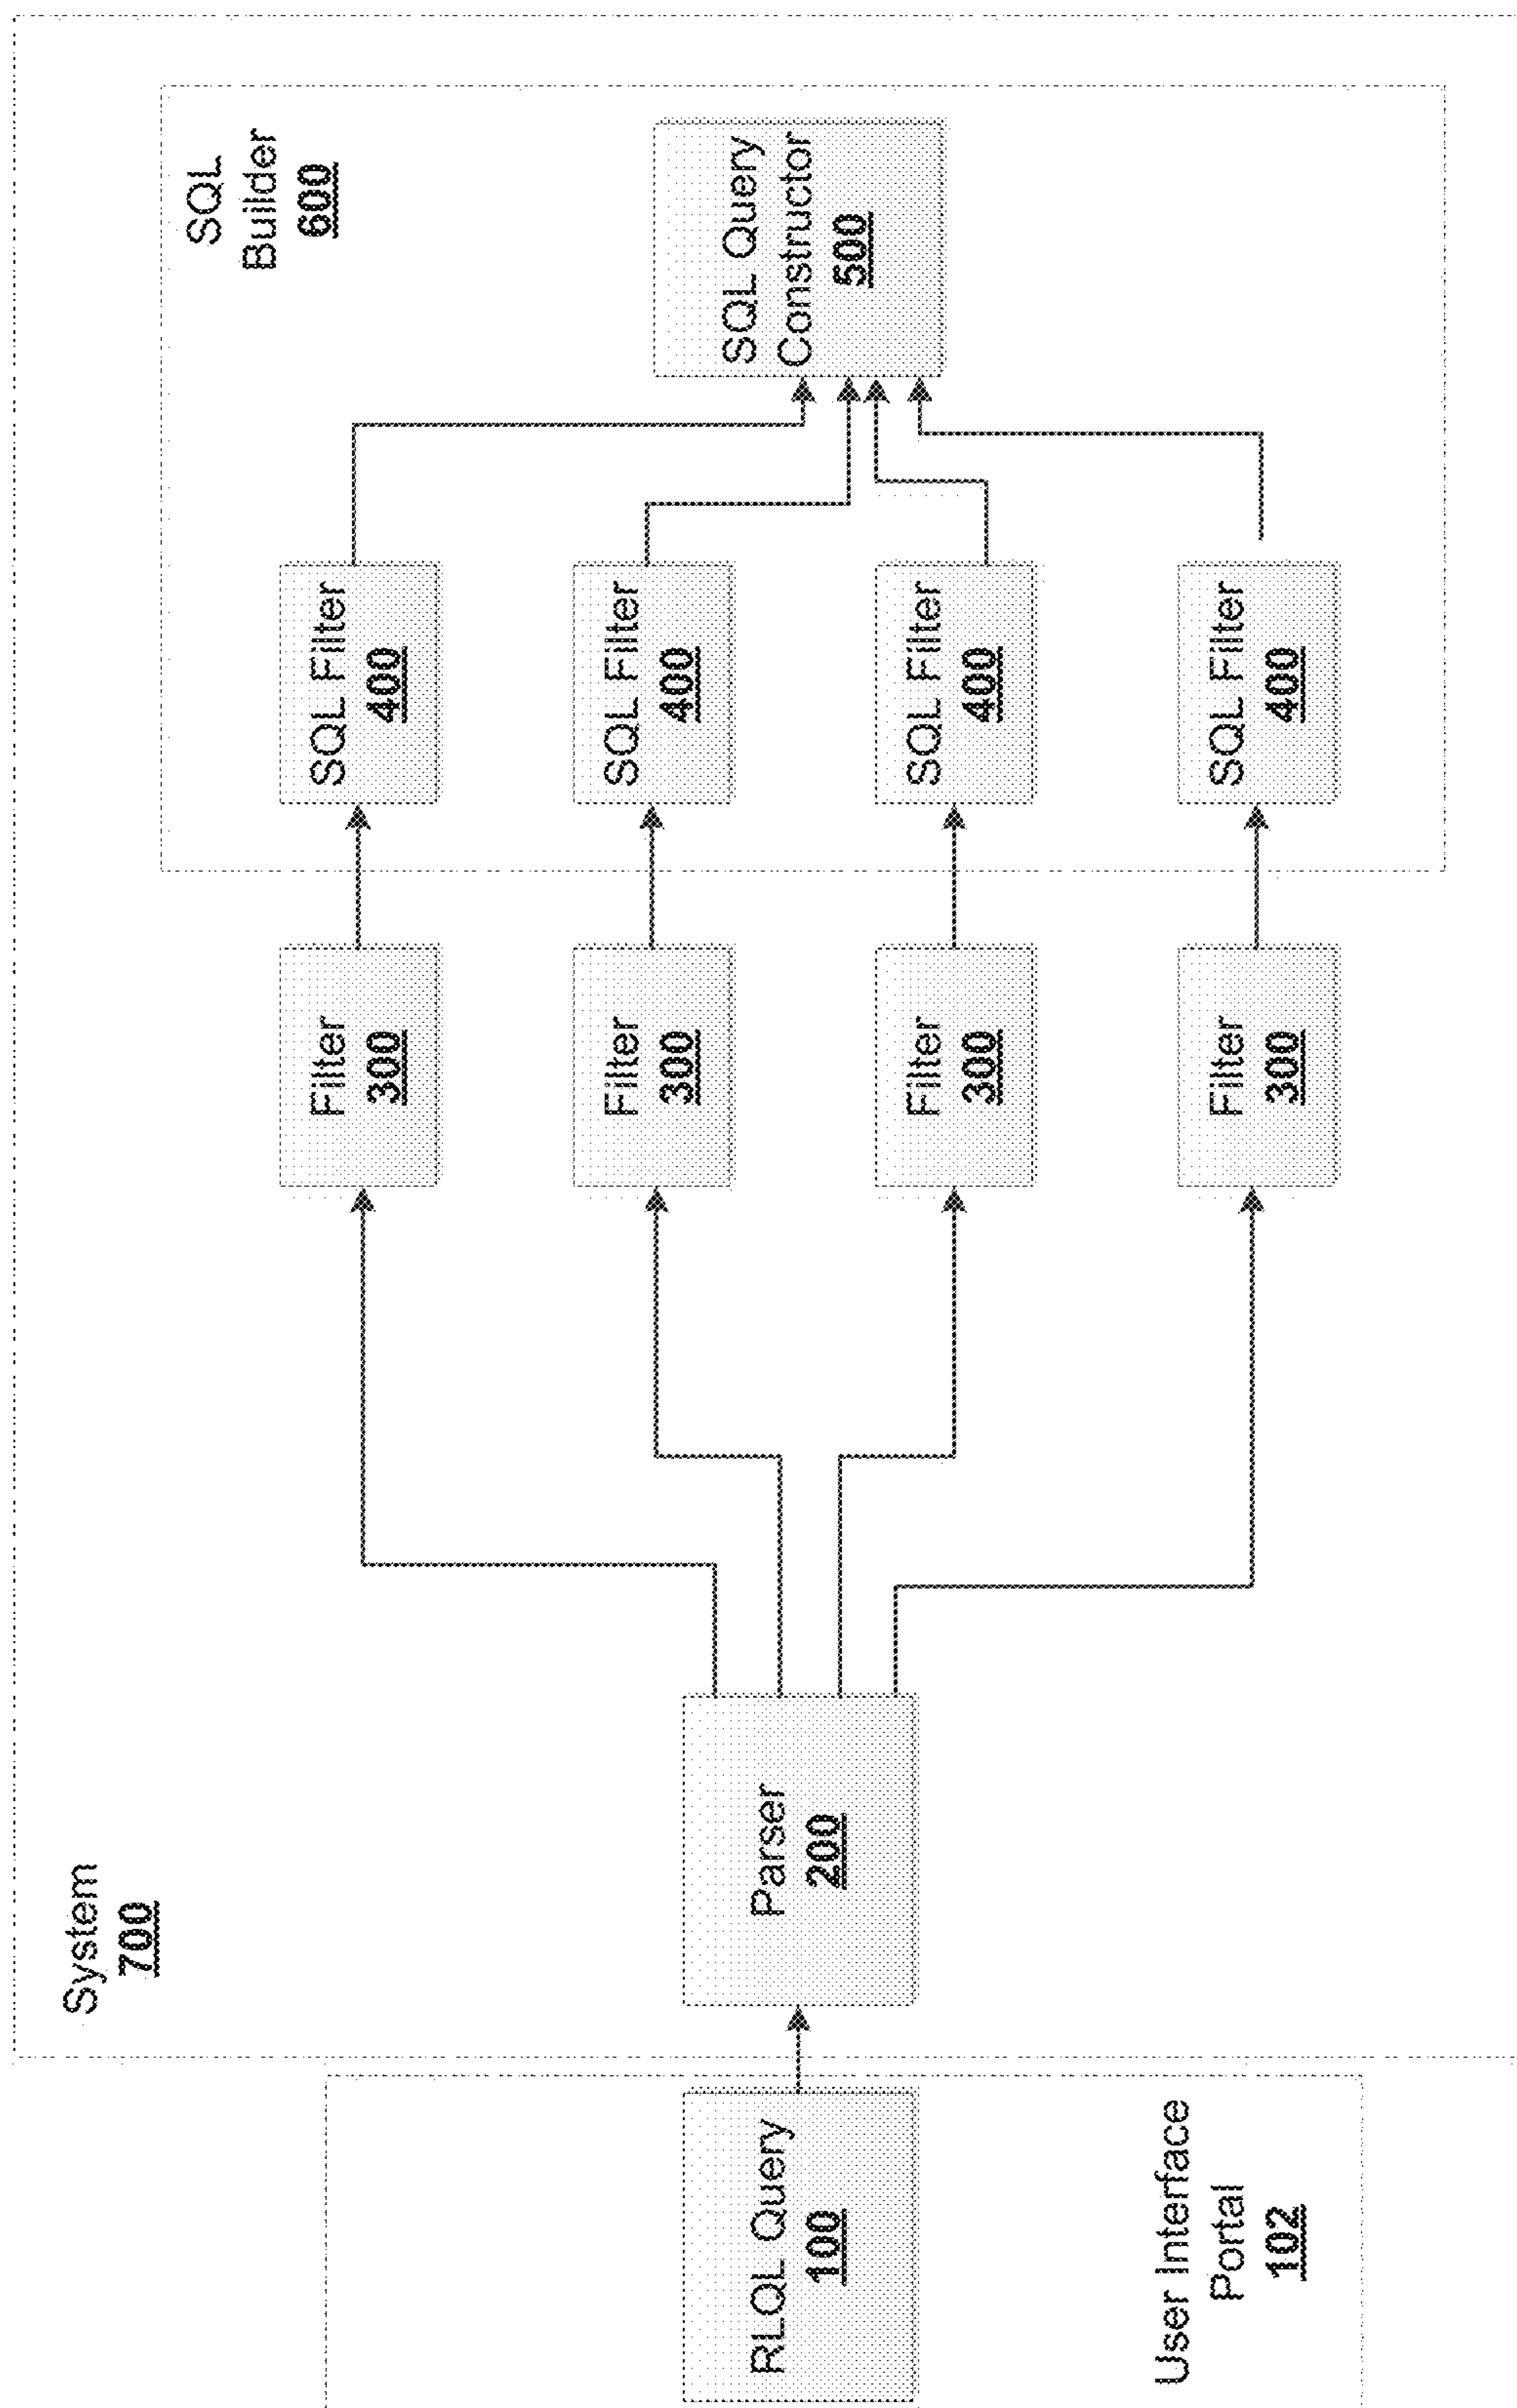 System
700
SQL
Builder
600
RLQL Query
100
User Interface
Portal
102
Parser
200
Filter
300
Filter
300
Filter
300
Filter
300
SQL Filter
400
SQL Filter
400
SQL Filter
400
SQL Filter
400
SQL Query
Constructor
500